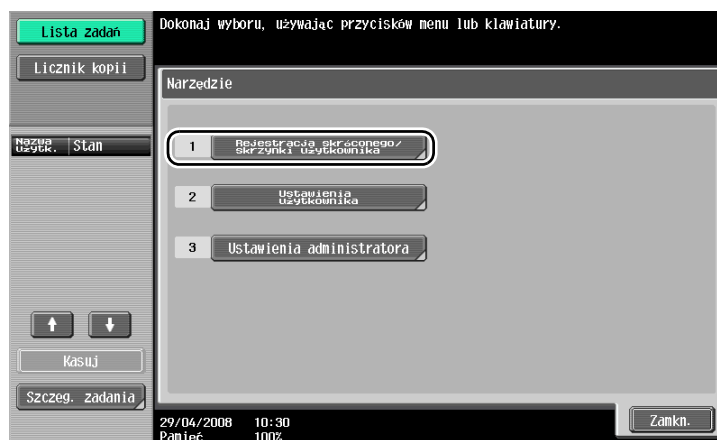 Lista zadań
Licznik kopii
Nazwa użytk.
Stan
Kasuj
Szczeg. zadania
Dokonaj wyboru, używając przycisków menu lub klawiatury.
Narzędzie
1
Rejestracja skróconego/
skrzynki użytkownika
2
Ustawienia
użytkownika
3
Ustawienia administratora
Zamkn.
29/04/2008 10:30
Pamięć 100%